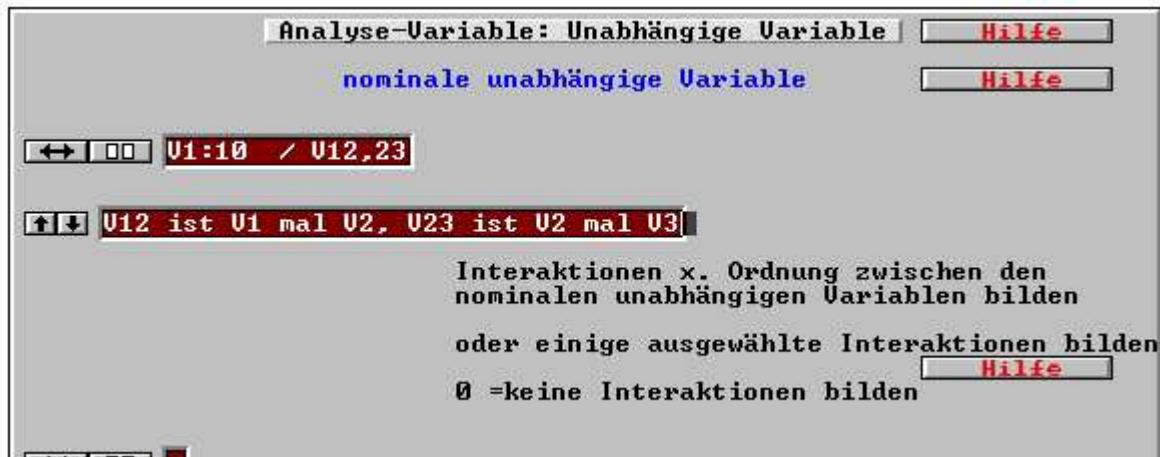 Analyse-Variable: Unabhängige Variable Hilfe
nominale unabhängige Variable Hilfe
V1:10 / V12,23
V12 ist V1 mal V2, V23 ist V2 mal V3
Interaktionen x. Ordnung zwischen den
nominalen unabhängigen Variablen bilden
oder einige ausgewählte Interaktionen bilden
Hilfe
0 =keine Interaktionen bilden